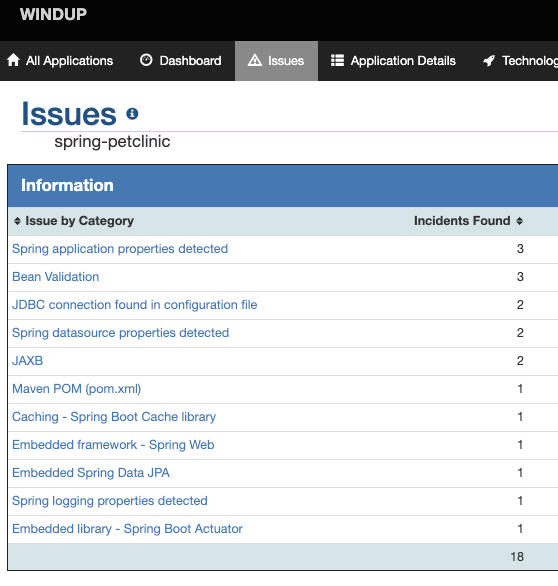 WINDUP
All Applications Dashboard Issues Application Details
Issues
spring-petclinic
Information
Issue by Category Incidents Found
Spring application properties detected 3
Bean Validation 3
JDBC connection found in configuration file 2
Spring datasource properties detected 2
JAXB 2
Maven POM (pom.xml) 1
Caching - Spring Boot Cache library 1
Embedded framework - Spring Web 1
Embedded Spring Data JPA 1
Spring logging properties detected 1
Embedded library - Spring Boot Actuator 1
18